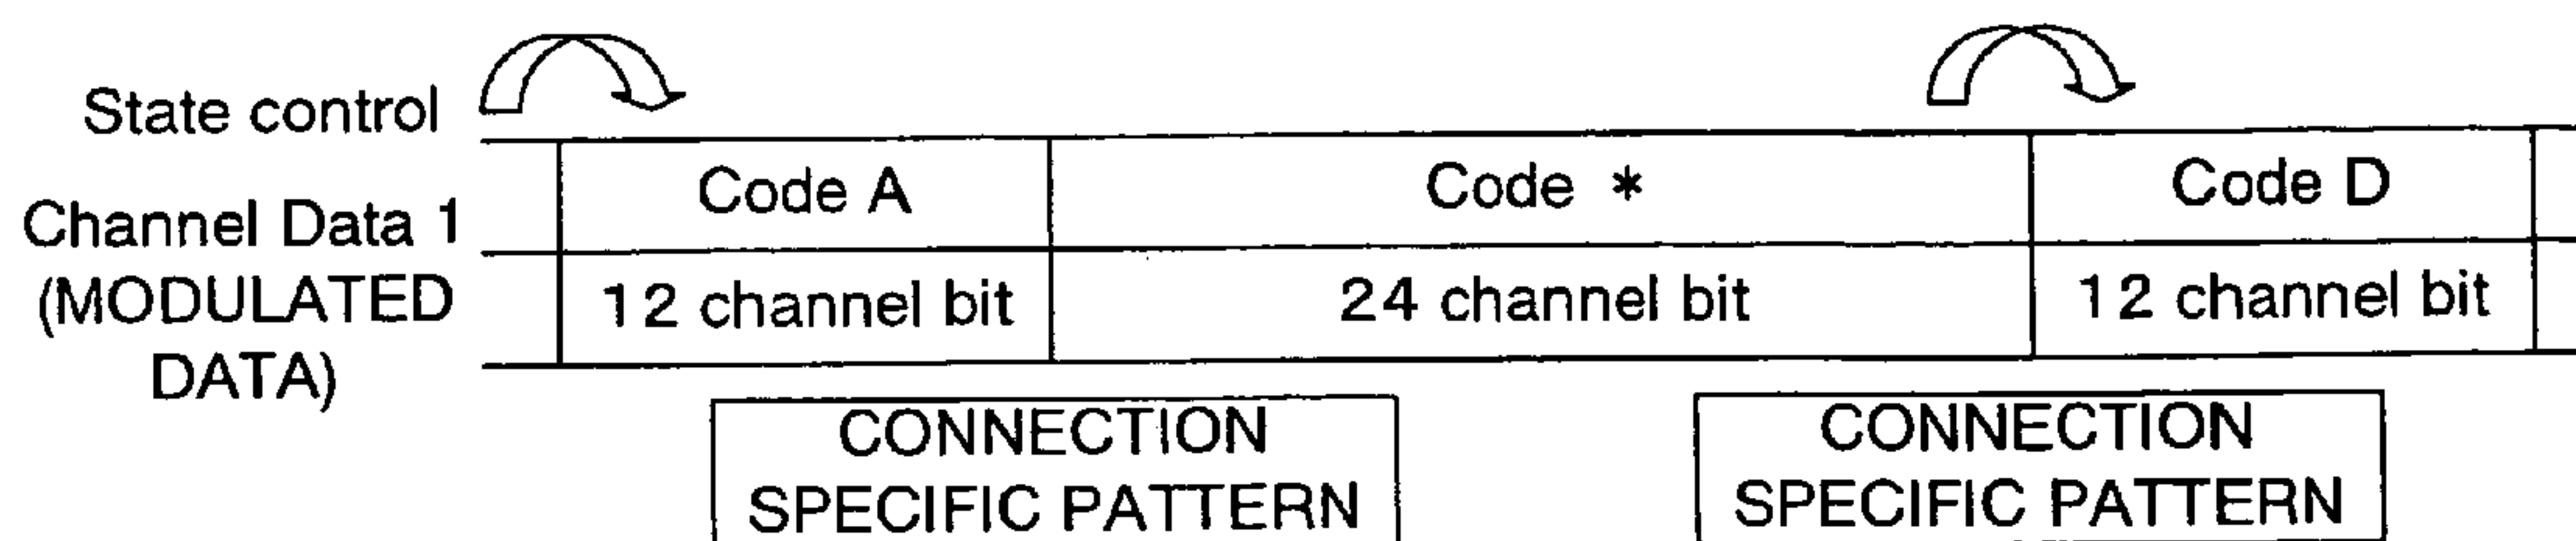 State control
Code A Code * Code D
Channel Data 1
(MODULATED
DATA)
12 channel bit 24 channel bit 12 channel bit
CONNECTION
SPECIFIC PATTERN
CONNECTION
SPECIFIC PATTERN